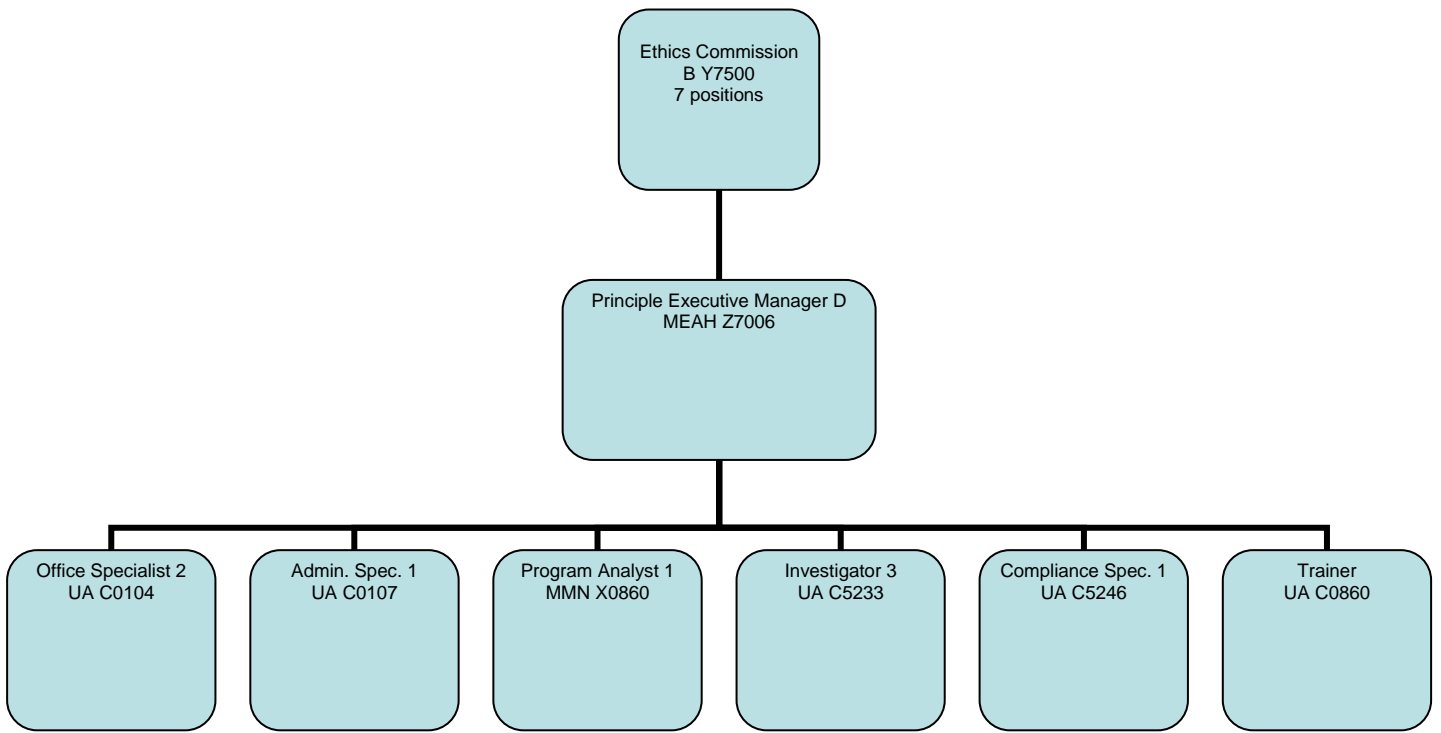 Ethics Commission
B Y7500
7 positions
Principle Executive Manager D
MEAH Z7006
Office Specialist 2
UA C0104
Admin. Spec. 1
UA C0107
Program Analyst 1
MMN X0860
Investigator 3
UA C5233
Compliance Spec. 1
UA C5246
Trainer
UA C0860